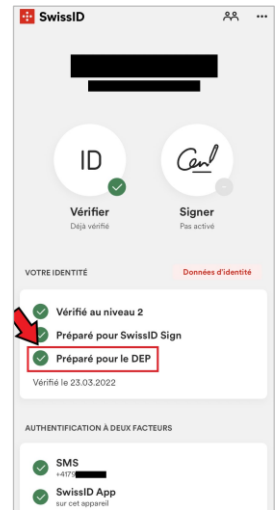 SwissID
ID
Vérifier
Déjà vérifié
Signer
Pas activé
VOTRE IDENTITÉ
Données d'identité
Vérifié au niveau 2
Préparé pour SwissID Sign
Préparé pour le DEP
Vérifié le 23.03.2022
AUTHENTIFICATION À DEUX FACTEURS
SMS
+4179
SwissID App
sur cet appareil